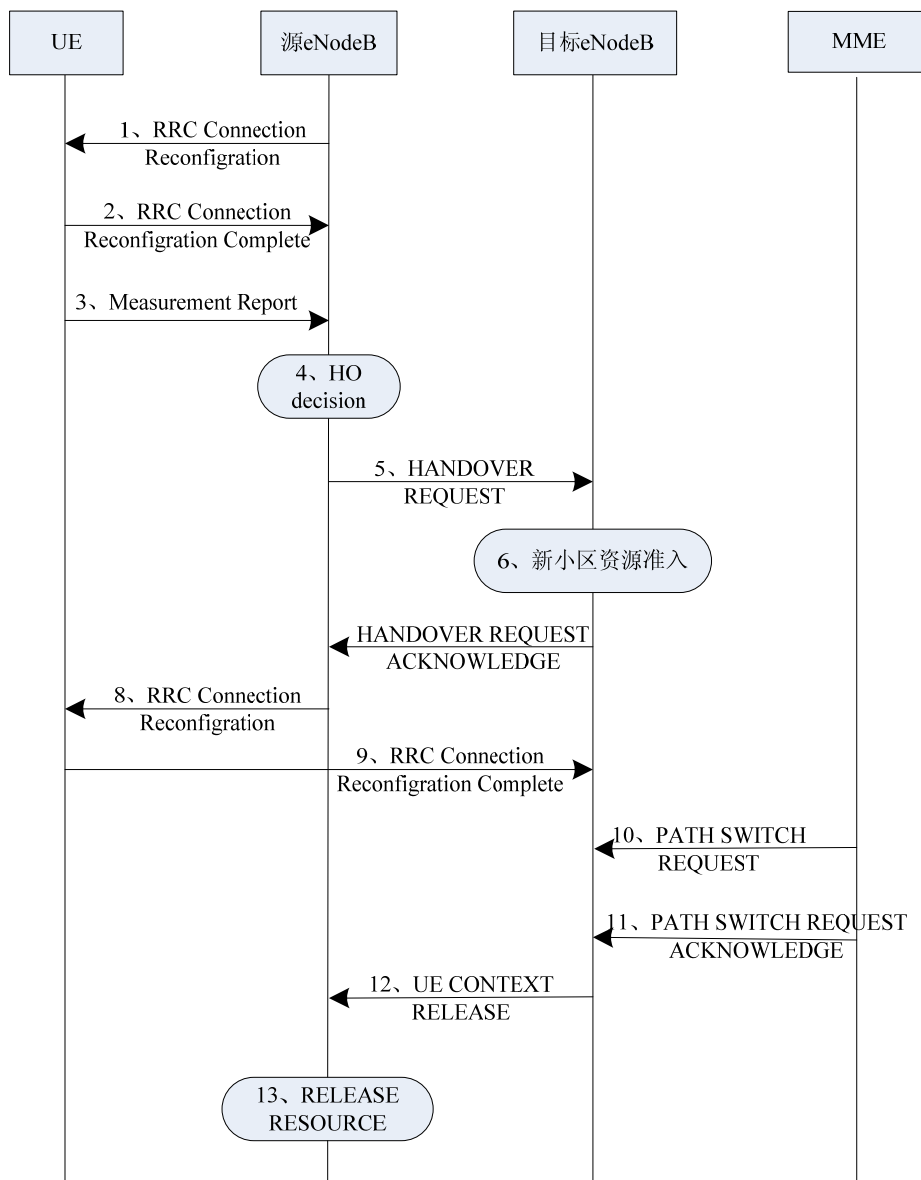 UE
源eNodeB
目标eNodeB
MME
1、RRC Connection
Reconfigration
2、RRC Connection
Reconfigration Complete
3、Measurement Report
4、HO
decision
5、HANDOVER
REQUEST
6、新小区资源准入
HANDOVER REQUEST
ACKNOWLEDGE
8、RRC Connection
Reconfigration
9、RRC Connection
Reconfigration Complete
10、PATH SWITCH
REQUEST
11、PATH SWITCH REQUEST
ACKNOWLEDGE
12、UE CONTEXT
RELEASE
13、RELEASE
RESOURCE